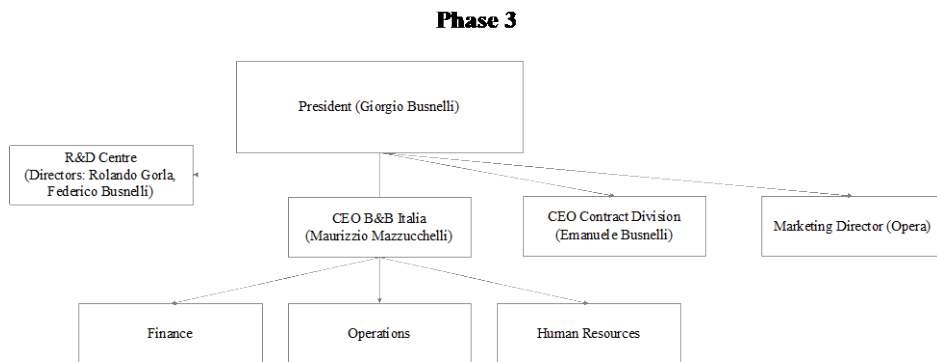 Phase 3
President (Giorgio Busnelli)
R&D Centre
(Directors: Rolando Gorla,
Federico Busnelli)
CEO B&B Italia
(Maurizzio Mazzucchelli)
CEO Contract Division
(Emanuele Busnelli)
Marketing Director (Opera)
Finance
Operations
Human Resources